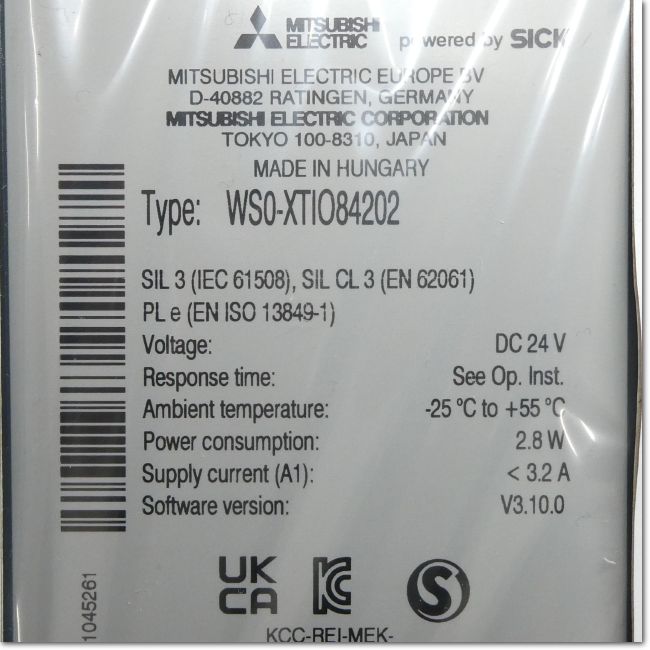 MITSUBISHI
ELECTRIC powered by SICK
MITSUBISHI ELECTRIC EUROPE BV
D-40882 RATINGEN, GERMANY
MITSUBISHI ELECTRIC CORPORATION
TOKYO 100-8310, JAPAN
MADE IN HUNGARY
Type: WS0-XTIO84202
SIL 3 (IEC 61508), SIL CL 3 (EN 62061)
PL e (EN ISO 13849-1)
Voltage: DC 24 V
Response time: See Op. Inst.
Ambient temperature: -25 °C to +55 °C
Power consumption: 2.8 W
Supply current (A1): < 3.2 A
Software version: V3.10.0
1045261
UK
CA
KC
S
KCC-REI-MEK-